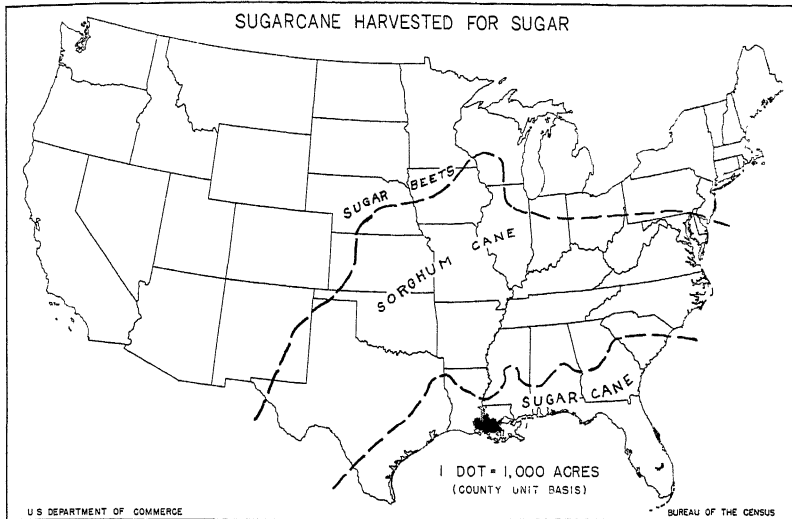 SUGARCANE HARVESTED FOR SUGAR
SUGAR BEETS
SORGHUM CANE
SUGAR-CANE
1 DOT = 1,000 ACRES
(COUNTY UNIT BASIS)
U S DEPARTMENT OF COMMERCE
BUREAU OF THE CENSUS